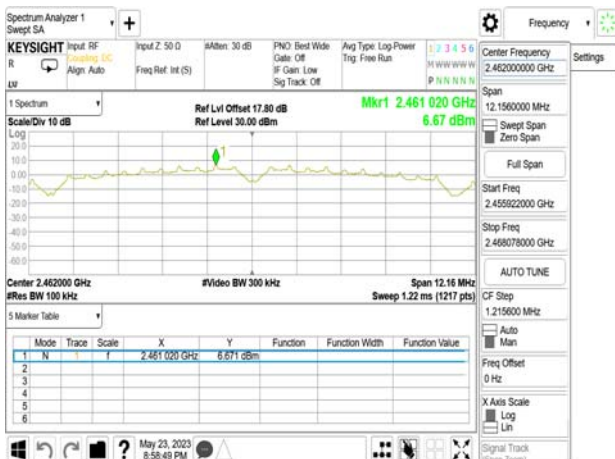 Spectrum Analyzer 1
Swept SA
Frequency
KEYSIGHT
Input: RF
Coupling: DC
Align: Auto
Input Z: 50 Ω
Freq Ref: Int (S)
#Atten: 30 dB
PNO: Best Wide
Gate: Off
IF Gain: Low
Sig Track: Off
Avg Type: Log-Power
Trig: Free Run
1 2 3 4 5 6
M W W W W W
P N N N N N
R
LV
1 Spectrum
Scale/Div 10 dB
Ref Lvl Offset 17.80 dB
Ref Level 30.00 dBm
Mkr1 2.461 020 GHz
6.67 dBm
Log
20.0
10.0
0.00
-10.0
-20.0
-30.0
-40.0
-50.0
-60.0
1
Center 2.462000 GHz
#Res BW 100 kHz
#Video BW 300 kHz
Span 12.16 MHz
Sweep 1.22 ms (1217 pts)
5 Marker Table
Mode Trace Scale X Y Function Function Width Function Value
1 N 1 f 2.461 020 GHz 6.671 dBm
2
3
4
5
6
May 23, 2023
8:58:49 PM
Center Frequency
2.462000000 GHz
Settings
Span
12.1560000 MHz
Swept Span
Zero Span
Full Span
Start Freq
2.455922000 GHz
Stop Freq
2.468078000 GHz
AUTO TUNE
CF Step
1.215600 MHz
Auto
Man
Freq Offset
0 Hz
X Axis Scale
Log
Lin
Signal Track